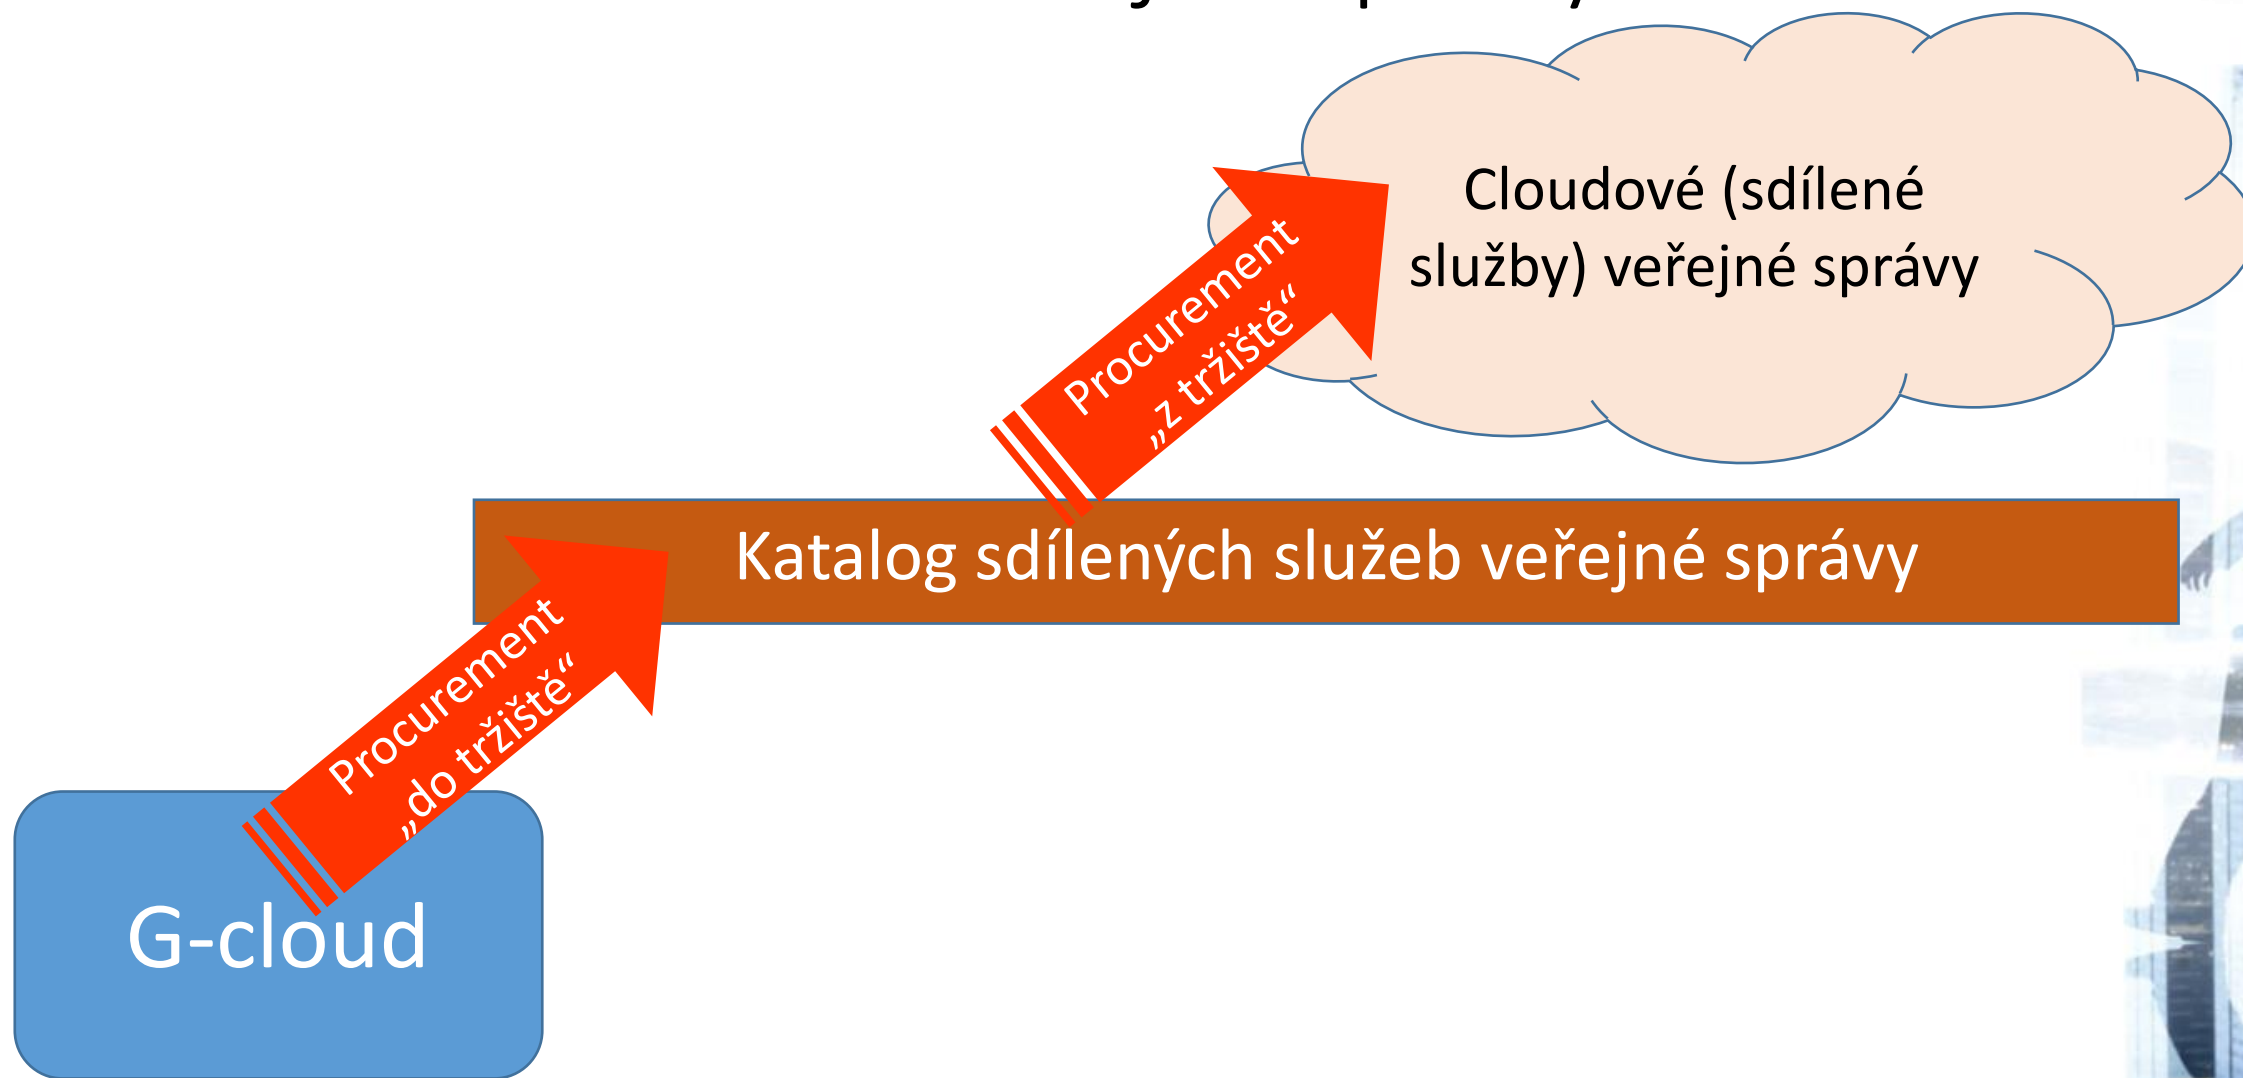 Cloudové (sdílené
služby) veřejné správy
Procurement
„z tržiště“
Katalog sdílených služeb veřejné správy
Procurement
„do tržiště“
G-cloud